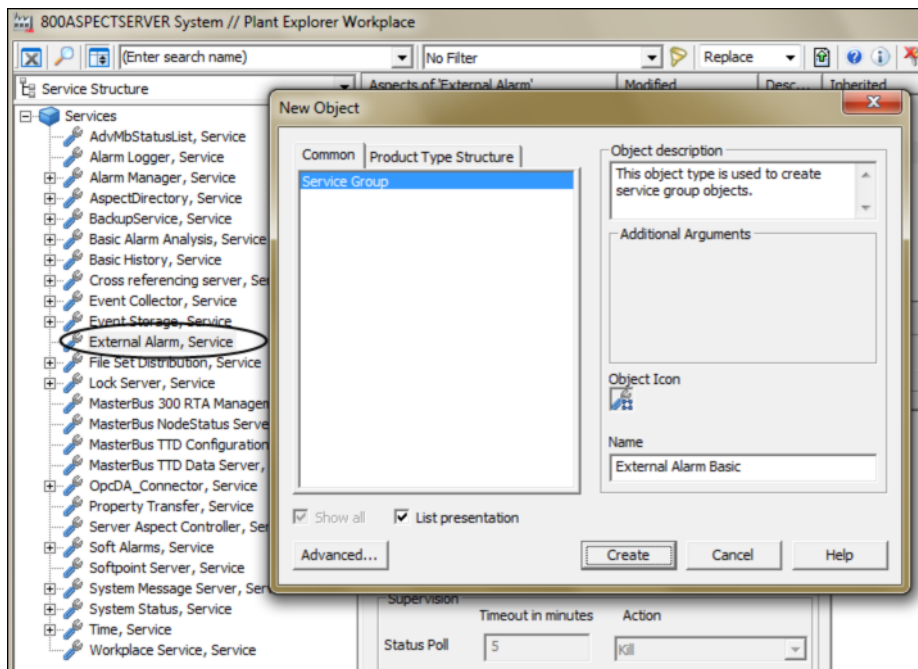 800ASPECTSERVER System // Plant Explorer Workplace
(Enter search name)
No Filter
Replace
Service Structure
Aspects of 'External Alarm'
Modified
Desc...
Inherited
Services
AdvMbStatusList, Service
Alarm Logger, Service
Alarm Manager, Service
AspectDirectory, Service
BackupService, Service
Basic Alarm Analysis, Service
Basic History, Service
Cross referencing server, Se
Event Collector, Service
Event Storage, Service
External Alarm, Service
File Set Distribution, Service
Lock Server, Service
MasterBus 300 RTA Managem
MasterBus NodeStatus Serve
MasterBus TTD Configuration
MasterBus TTD Data Server,
OpcDA_Connector, Service
Property Transfer, Service
Server Aspect Controller, Ser
Soft Alarms, Service
Softpoint Server, Service
System Message Server, Serv
System Status, Service
Time, Service
Workplace Service, Service
New Object
Common
Product Type Structure
Service Group
Object description
This object type is used to create
service group objects.
Additional Arguments
Object Icon
Name
External Alarm Basic
Show all
List presentation
Advanced...
Create
Cancel
Help
Supervision
Timeout in minutes
Action
Status Poll
5
Kill